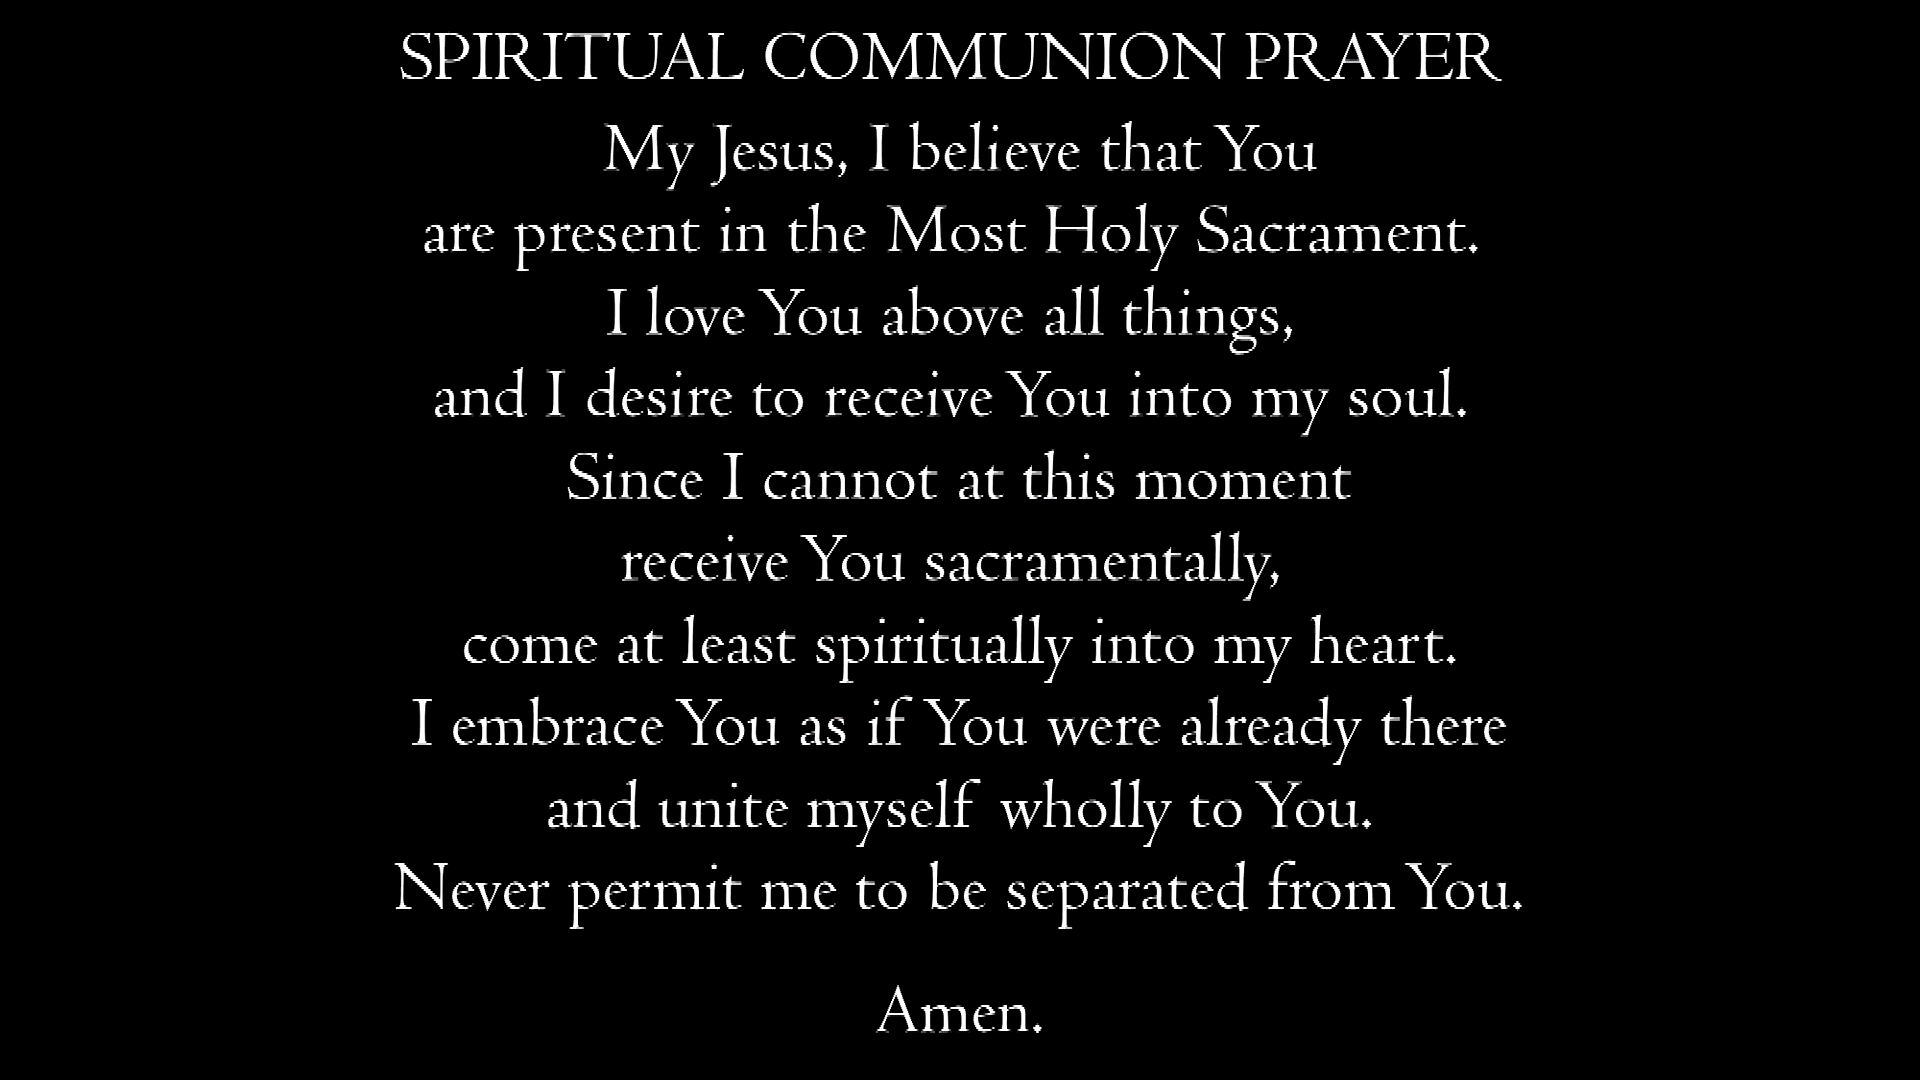 SPIRITUAL COMMUNION PRAYER
My Jesus, I believe that You
are present in the Most Holy Sacrament.
I love You above all things,
and I desire to receive You into my soul.
Since I cannot at this moment
receive You sacramentally,
come at least spiritually into my heart.
I embrace You as if You were already there
and unite myself wholly to You.
Never permit me to be separated from You.
Amen.